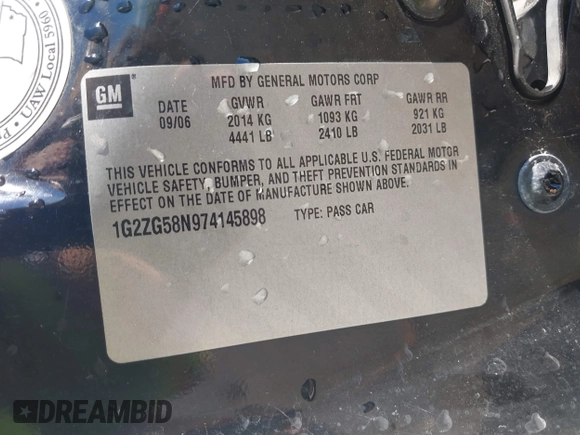 UAW Local 5960
GM
MFD BY GENERAL MOTORS CORP
DATE GVWR GAWR FRT GAWR RR
09/06 2014 KG 1093 KG 921 KG
4441 LB 2410 LB 2031 LB
THIS VEHICLE CONFORMS TO ALL APPLICABLE U.S. FEDERAL MOTOR
VEHICLE SAFETY, BUMPER, AND THEFT PREVENTION STANDARDS IN
EFFECT ON THE DATE OF MANUFACTURE SHOWN ABOVE.
1G2ZG58N974145898 TYPE: PASS CAR
DREAMBID